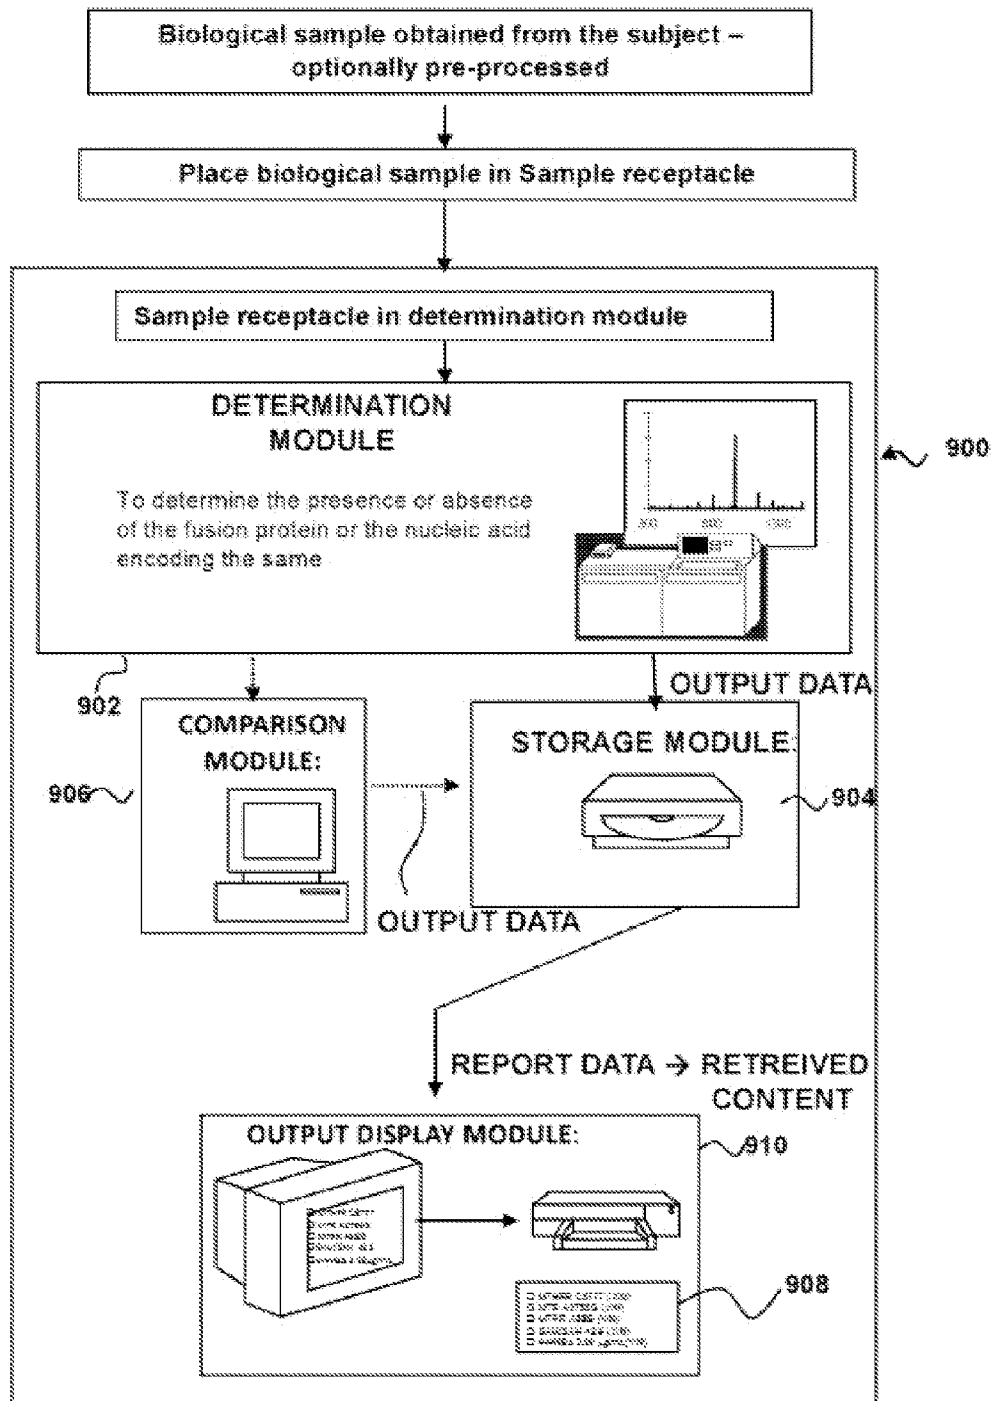 Biological sample obtained from the subject –
optionally pre-processed
Place biological sample in Sample receptacle
Sample receptacle in determination module
DETERMINATION
MODULE
To determine the presence or absence
of the fusion protein or the nucleic acid
encoding the same
900
902
OUTPUT DATA
COMPARISON
MODULE:
STORAGE MODULE:
906
904
OUTPUT DATA
REPORT DATA → RETREIVED
CONTENT
OUTPUT DISPLAY MODULE:
910
908